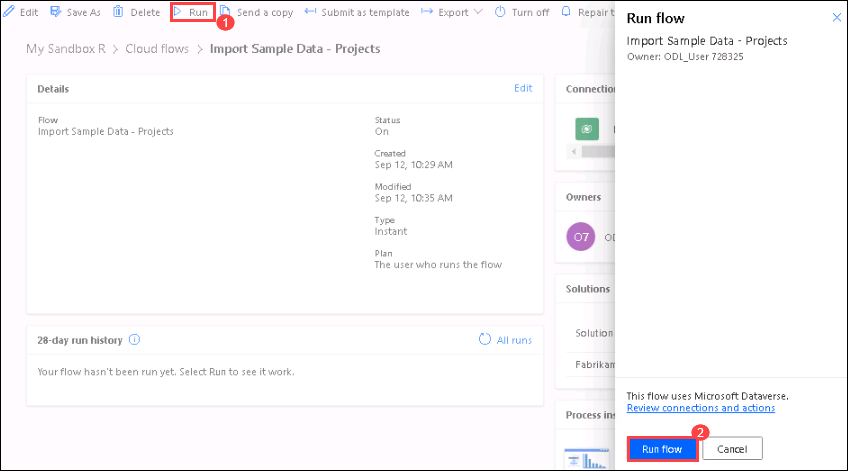 Edit Save As Delete Run Send a copy Submit as template Export Turn off Repair
1
My Sandbox R > Cloud flows > Import Sample Data - Projects
Details
Edit
Flow
Import Sample Data - Projects
Status
On
Created
Sep 12, 10:29 AM
Modified
Sep 12, 10:35 AM
Type
Instant
Plan
The user who runs the flow
28-day run history
All runs
Your flow hasn't been run yet. Select Run to see it work.
Connection
Owners
O7
OD
Solutions
Solution
Fabrikam
Process ins
Run flow
Import Sample Data - Projects
Owner: ODL_User 728325
This flow uses Microsoft Dataverse.
Review connections and actions
2
Run flow
Cancel